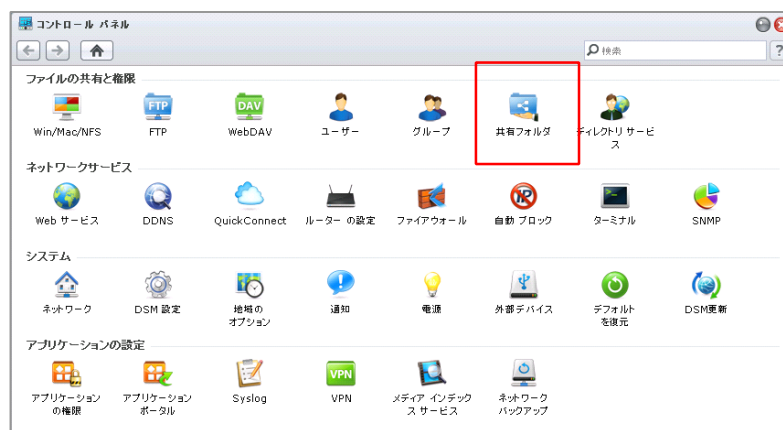 コントロール パネル
検索
?
ファイルの共有と権限
FTP
DAV
Win/Mac/NFS
FTP
WebDAV
ユーザー
グループ
共有フォルダ
ディレクトリ サービ
ス
ネットワークサービス
IP
Web サービス
DDNS
QuickConnect
ルーター の設定
ファイアウォール
自動 ブロック
ターミナル
SNMP
システム
ネットワーク
DSM 設定
地域の
オプション
通知
電源
外部デバイス
デフォルト
を復元
DSM更新
アプリケーションの設定
VPN
アプリケーション
の権限
アプリケーション
ポータル
Syslog
VPN
メディア インデック
ス サービス
ネットワーク
バックアップ